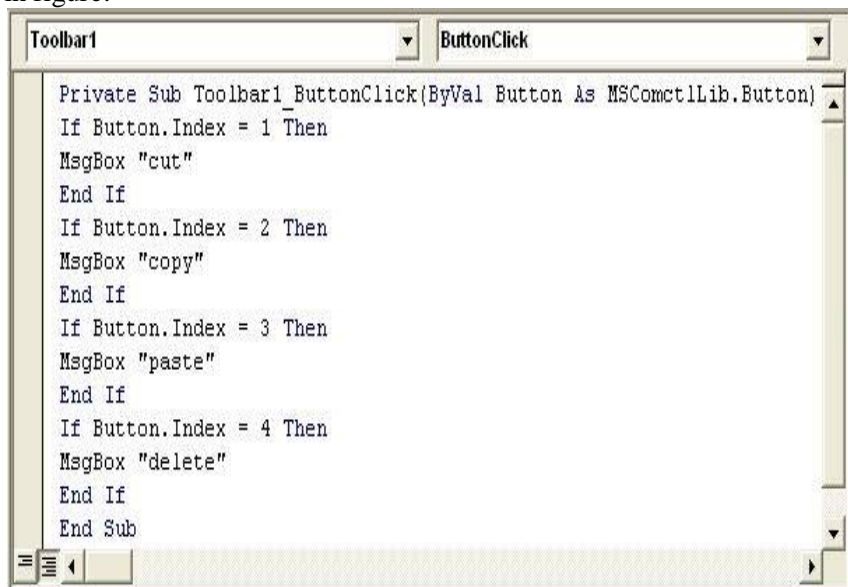 in figure.
Toolbar1 ButtonClick
Private Sub Toolbar1_ButtonClick(ByVal Button As MSComctlLib.Button)
If Button.Index = 1 Then
MsgBox "cut"
End If
If Button.Index = 2 Then
MsgBox "copy"
End If
If Button.Index = 3 Then
MsgBox "paste"
End If
If Button.Index = 4 Then
MsgBox "delete"
End If
End Sub